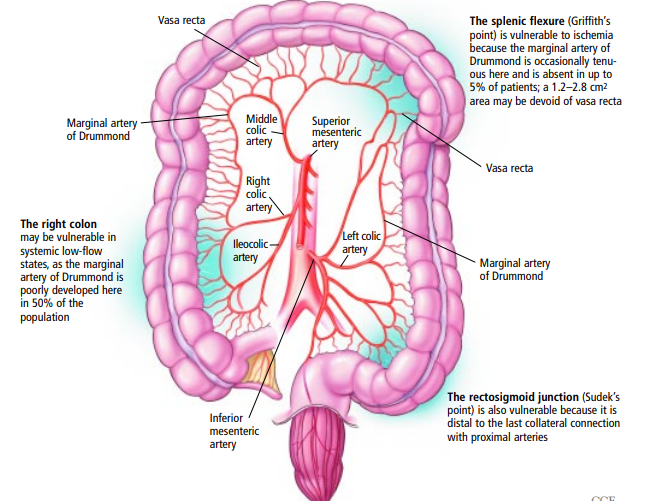 Vasa recta
The splenic flexure (Griffith's
point) is vulnerable to ischemia
because the marginal artery of
Drummond is occasionally tenu-
ous here and is absent in up to
5% of patients; a 1.2–2.8 cm²
area may be devoid of vasa recta
Marginal artery
of Drummond
Middle
colic
artery
Superior
mesenteric
artery
Vasa recta
Right
colic
artery
The right colon
may be vulnerable in
systemic low-flow
states, as the marginal
artery of Drummond is
poorly developed here
in 50% of the
population
Ileocolic
artery
Left colic
artery
Marginal artery
of Drummond
The rectosigmoid junction (Sudek's
point) is also vulnerable because it is
distal to the last collateral connection
with proximal arteries
Inferior
mesenteric
artery